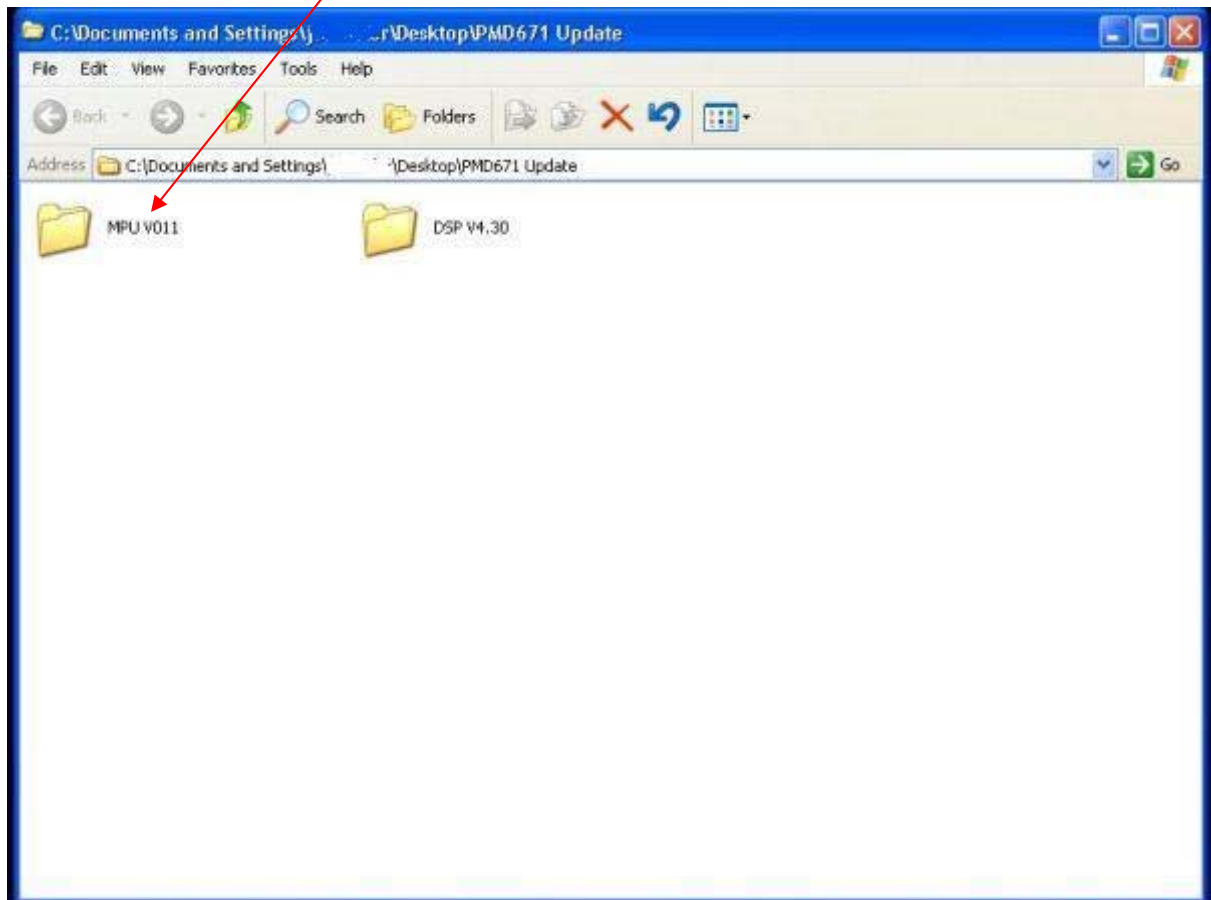 C:\Documents and Settings\j r\Desktop\PMD671 Update
File Edit View Favorites Tools Help
Back Search Folders
Address C:\Documents and Settings\ \Desktop\PMD671 Update Go
MPU V011 DSP V4.30